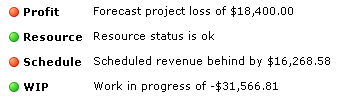 Profit Forecast project loss of $18,400.00
Resource Resource status is ok
Schedule Scheduled revenue behind by $16,268.58
WIP Work in progress of -$31,566.81